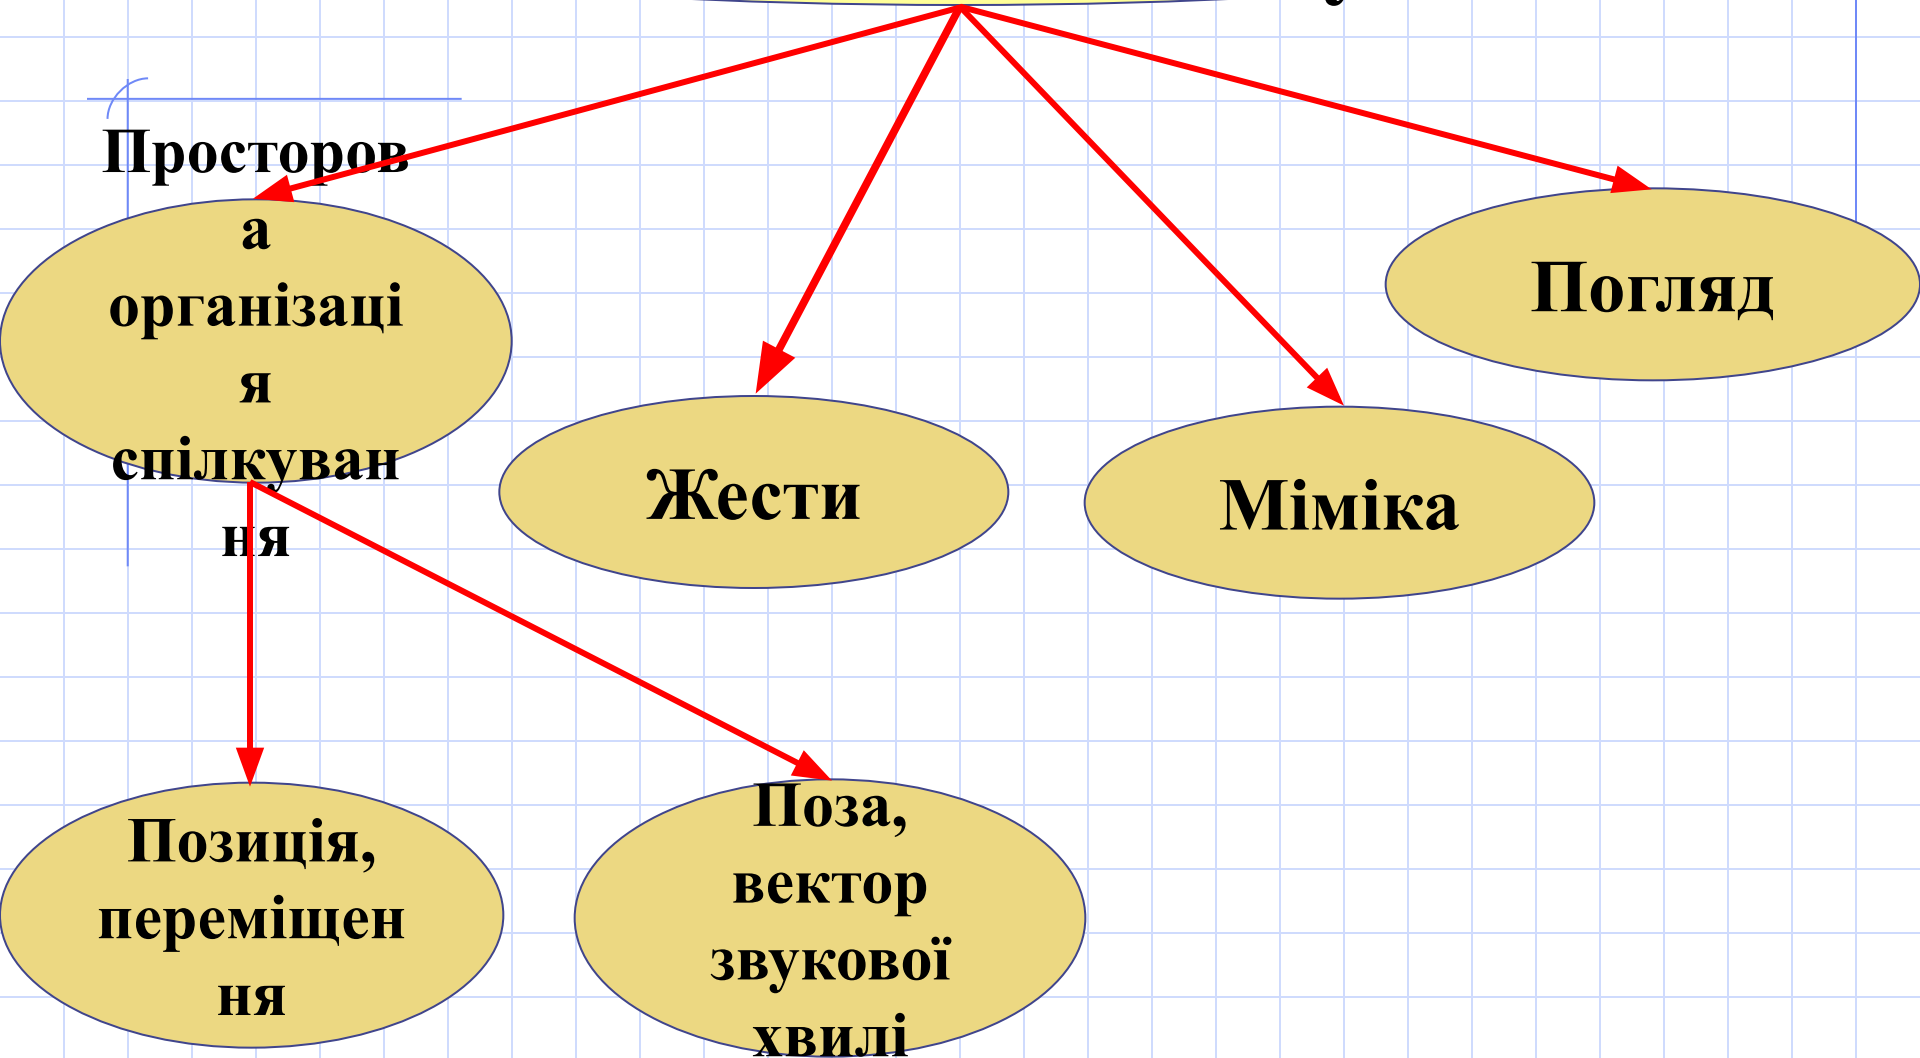 Просторов
а
організаці
я
спілкуван
ня
Жести
Міміка
Погляд
Позиція,
переміщен
ня
Поза,
вектор
звукової
хвилі